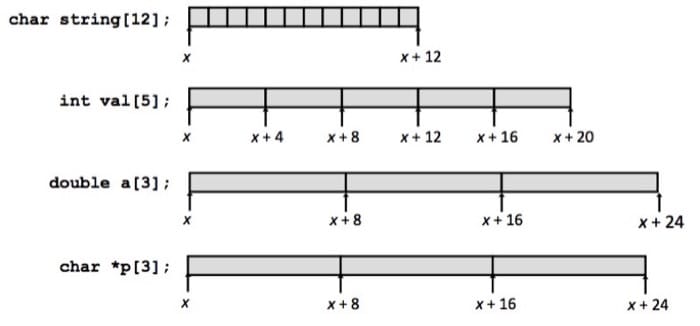 char string[12];
x x + 12
int val[5];
x x + 4 x + 8 x + 12 x + 16 x + 20
double a[3];
x x + 8 x + 16 x + 24
char *p[3];
x x + 8 x + 16 x + 24